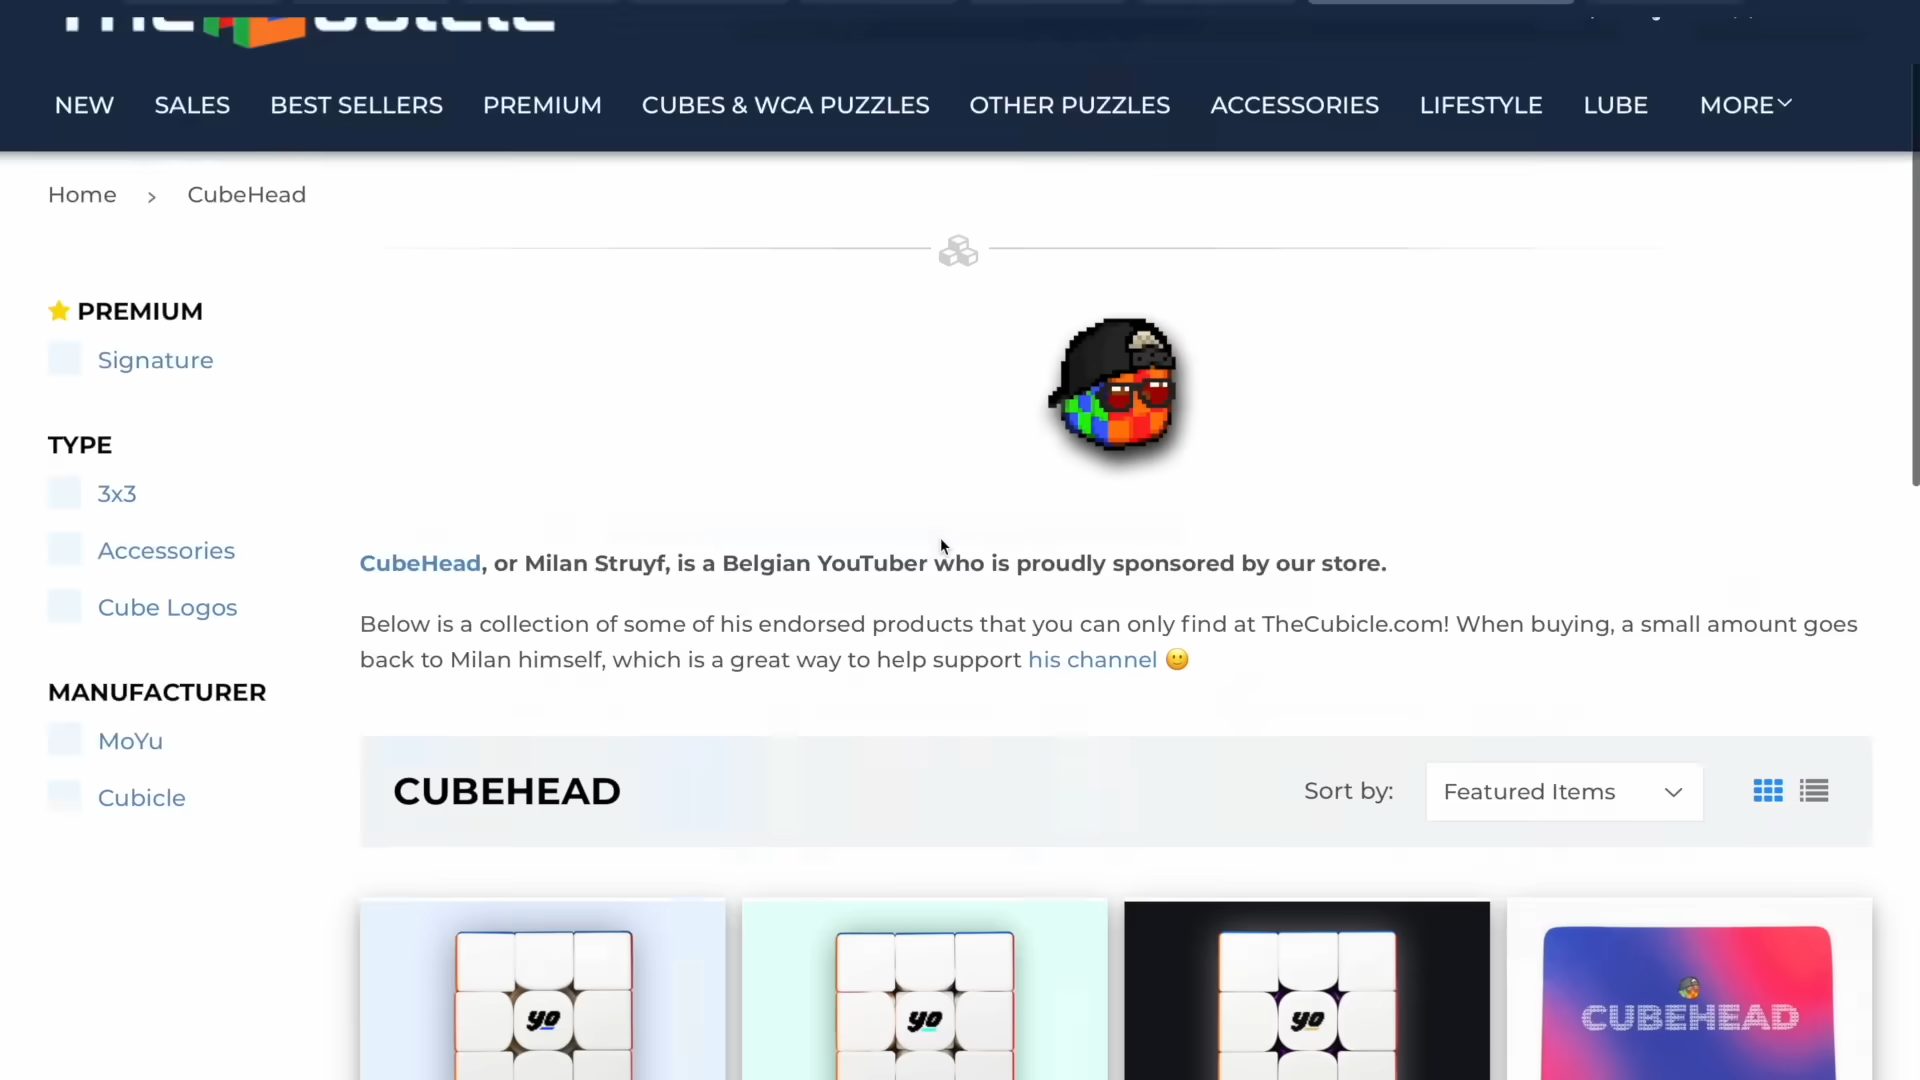 TheCubicle
NEW SALES BEST SELLERS PREMIUM CUBES & WCA PUZZLES OTHER PUZZLES ACCESSORIES LIFESTYLE LUBE MORE
Home > CubeHead
PREMIUM
Signature
TYPE
3x3
Accessories
Cube Logos
MANUFACTURER
MoYu
Cubicle
CubeHead, or Milan Struyf, is a Belgian YouTuber who is proudly sponsored by our store.
Below is a collection of some of his endorsed products that you can only find at TheCubicle.com! When buying, a small amount goes
back to Milan himself, which is a great way to help support his channel 🙂
CUBEHEAD
Sort by: Featured Items
yo yo yo CUBEHEAD